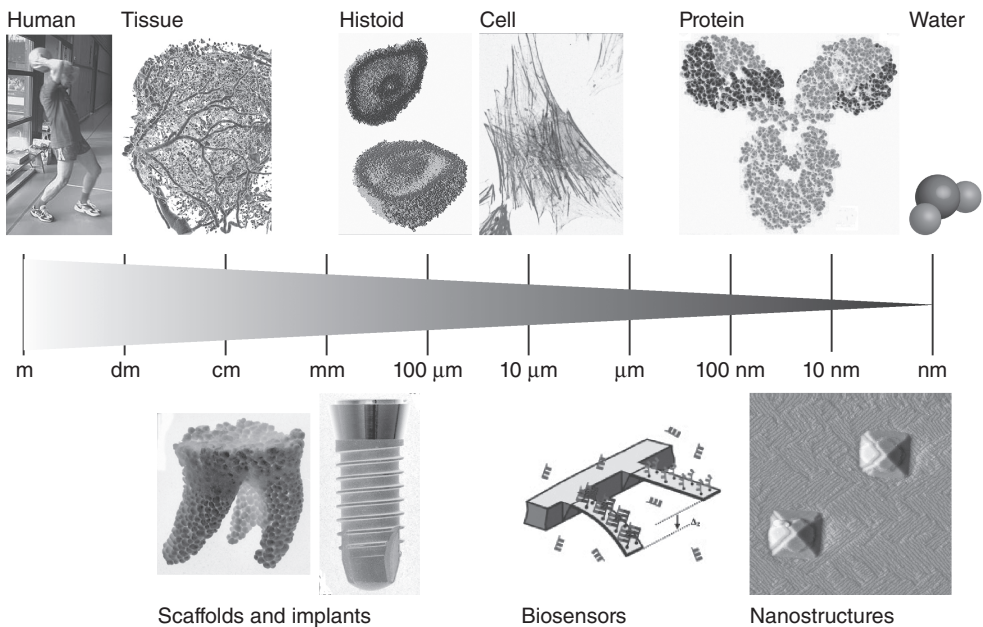 Human Tissue Histoid Cell Protein Water
m dm cm mm 100 μm 10 μm μm 100 nm 10 nm nm
Δz
Scaffolds and implants Biosensors Nanostructures